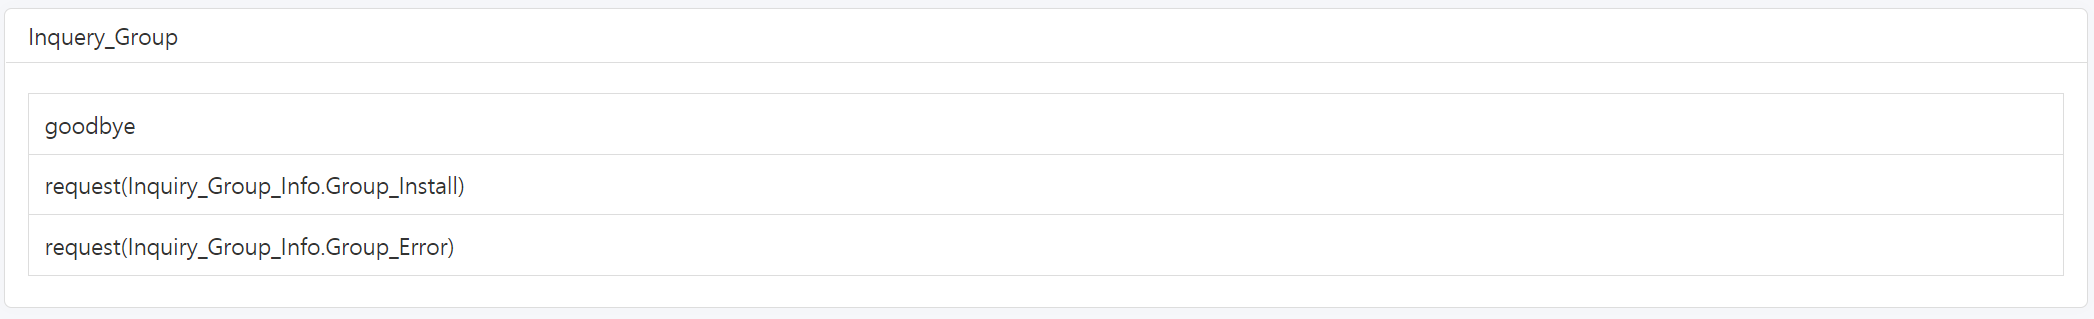 Inquery_Group
goodbye
request(Inquiry_Group_Info.Group_Install)
request(Inquiry_Group_Info.Group_Error)